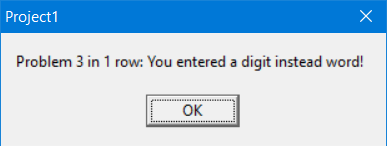 Project1
Problem 3 in 1 row: You entered a digit instead word!
OK